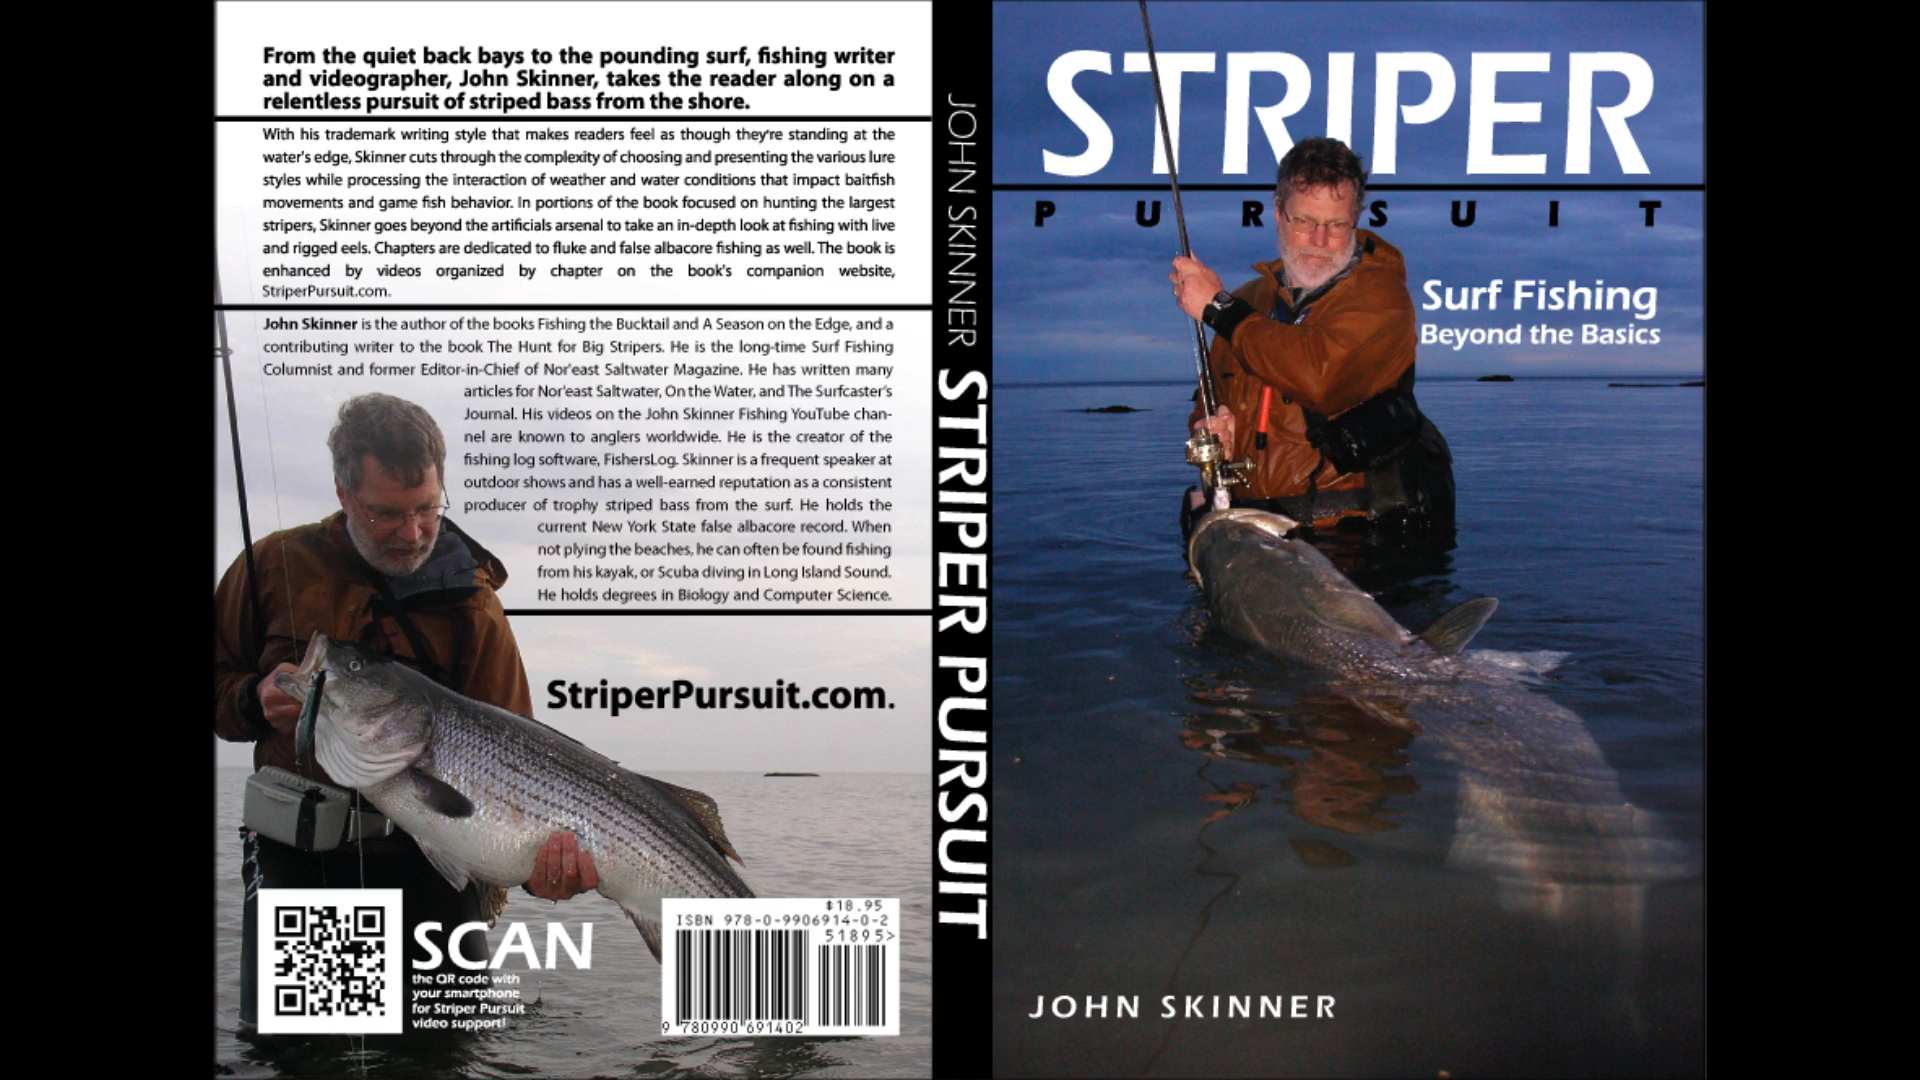 From the quiet back bays to the pounding surf, fishing writer
and videographer, John Skinner, takes the reader along on a
relentless pursuit of striped bass from the shore.
With his trademark writing style that makes readers feel as though they're standing at the
water's edge, Skinner cuts through the complexity of choosing and presenting the various lure
styles while processing the interaction of weather and water conditions that impact baitfish
movements and game fish behavior. In portions of the book focused on hunting the largest
stripers, Skinner goes beyond the artificials arsenal to take an in-depth look at fishing with live
and rigged eels. Chapters are dedicated to fluke and false albacore fishing as well. The book is
enhanced by videos organized by chapter on the book's companion website,
StriperPursuit.com.
John Skinner is the author of the books Fishing the Bucktail and A Season on the Edge, and a
contributing writer to the book The Hunt for Big Stripers. He is the long-time Surf Fishing
Columnist and former Editor-in-Chief of Nor'east Saltwater Magazine. He has written many
articles for Nor'east Saltwater, On the Water, and The Surfcaster's
Journal. His videos on the John Skinner Fishing YouTube chan-
nel are known to anglers worldwide. He is the creator of the
fishing log software, FishersLog. Skinner is a frequent speaker at
outdoor shows and has a well-earned reputation as a consistent
producer of trophy striped bass from the surf. He holds the
current New York State false albacore record. When
not plying the beaches, he can often be found fishing
from his kayak, or Scuba diving in Long Island Sound.
He holds degrees in Biology and Computer Science.
StriperPursuit.com.
SCAN
the QR code with
your smartphone
for Striper Pursuit
video support!
$18.95
ISBN 978-0-9906914-0-2
51895>
9 780990 691402
JOHN SKINNER STRIPER PURSUIT
STRIPER
PURSUIT
Surf Fishing
Beyond the Basics
JOHN SKINNER